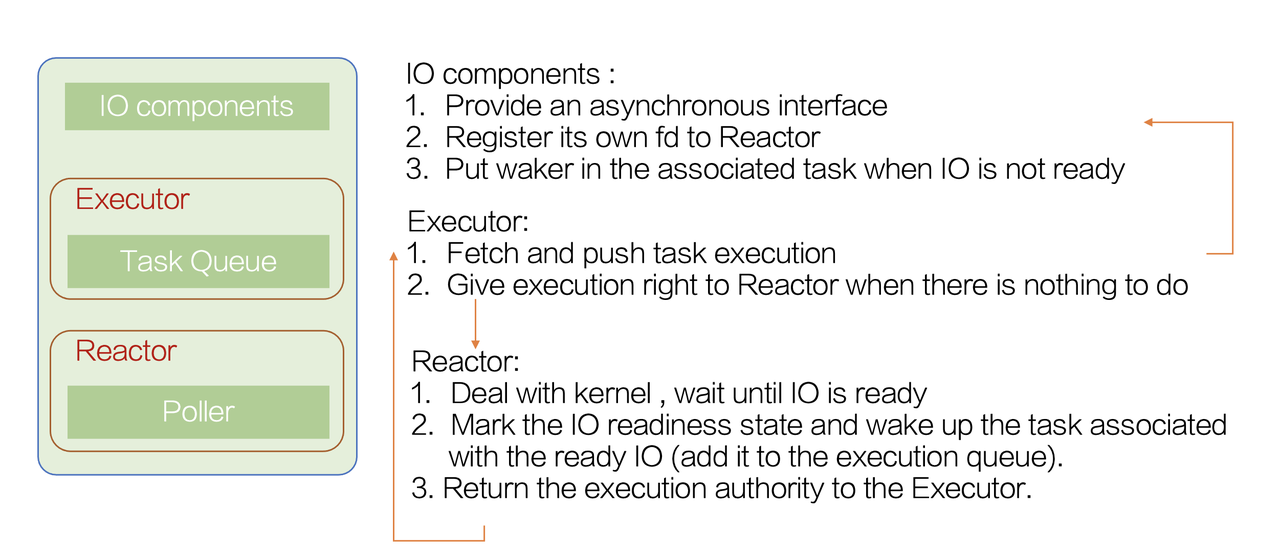 IO components
Executor
Task Queue
Reactor
Poller
IO components :
1. Provide an asynchronous interface
2. Register its own fd to Reactor
3. Put waker in the associated task when IO is not ready
Executor:
1. Fetch and push task execution
2. Give execution right to Reactor when there is nothing to do
Reactor:
1. Deal with kernel , wait until IO is ready
2. Mark the IO readiness state and wake up the task associated
with the ready IO (add it to the execution queue).
3. Return the execution authority to the Executor.